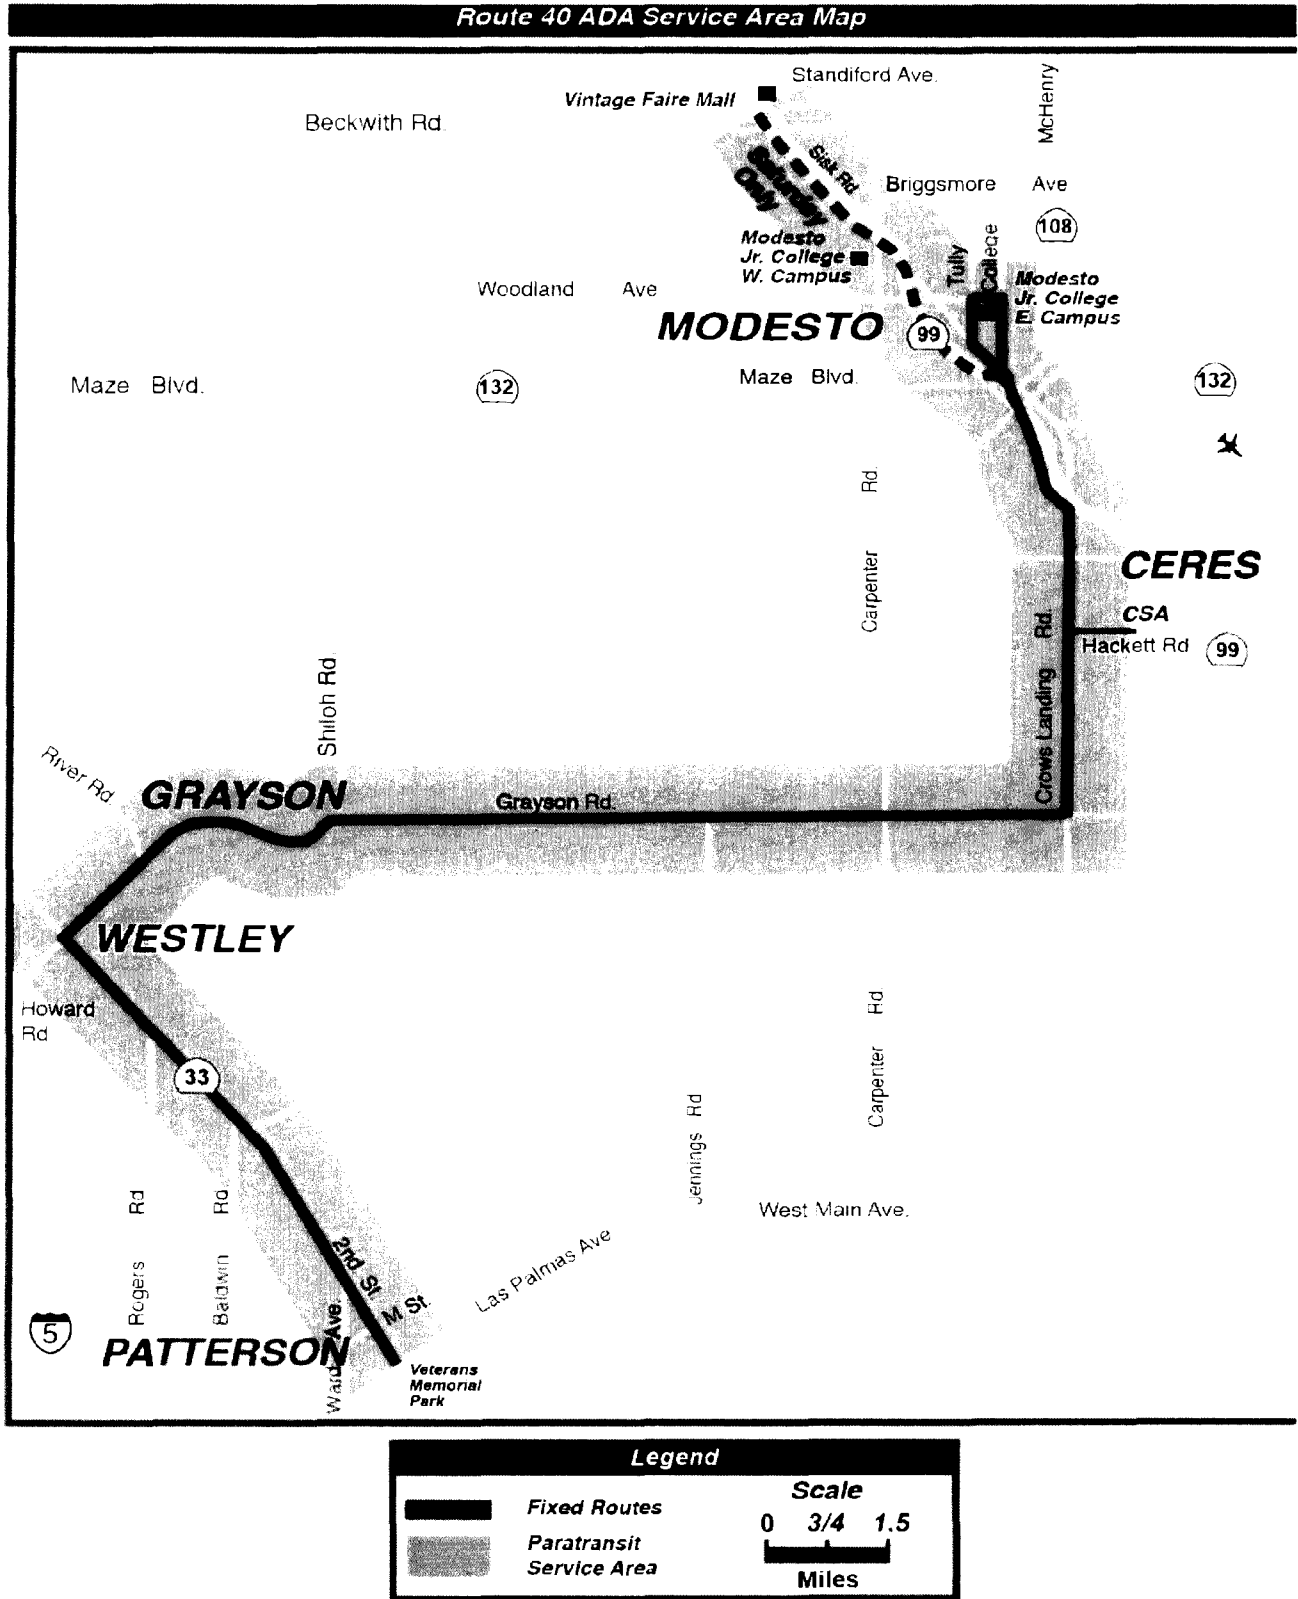 Route 40 ADA Service Area Map
Standiford Ave.
McHenry
Vintage Faire Mall
Beckwith Rd.
Sisk Rd
Saturday
Only
Briggsmore Ave
108
Modesto
Jr. College
W. Campus
Tully
College
Modesto
Jr. College
E. Campus
Woodland Ave
MODESTO
99
Maze Blvd.
132
Maze Blvd.
132
Carpenter Rd.
CERES
CSA
Hackett Rd
99
Crows Landing Rd.
Shiloh Rd.
River Rd.
GRAYSON
Grayson Rd.
WESTLEY
Howard
Rd
33
Carpenter Rd.
Jennings Rd
Rogers Rd
Baldwin Rd.
West Main Ave.
Las Palmas Ave
2nd St
M St.
Ward Ave.
5
PATTERSON
Veterans
Memorial
Park
Legend
Fixed Routes
Paratransit
Service Area
Scale
0 3/4 1.5
Miles